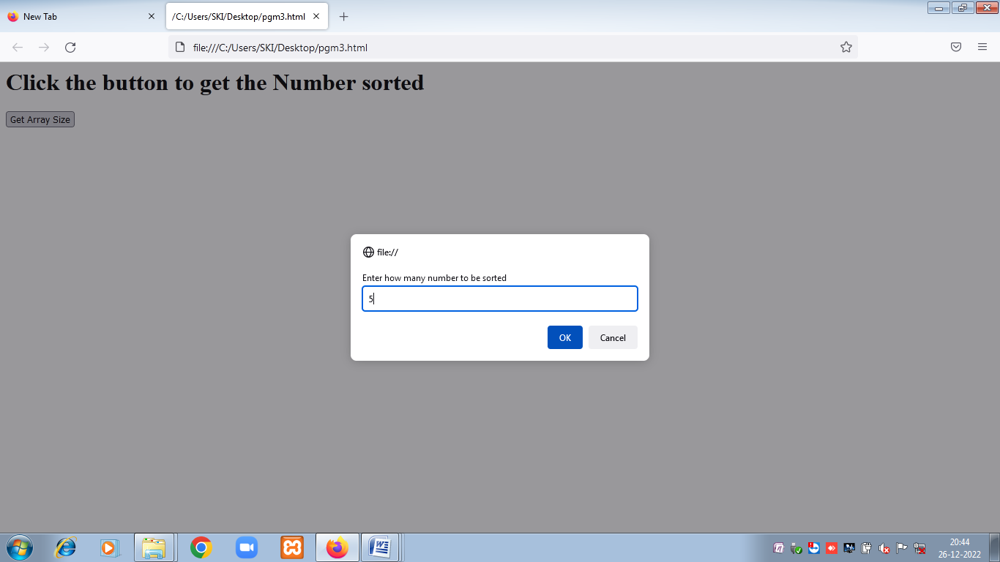 New Tab
/C:/Users/SKI/Desktop/pgm3.html
file:///C:/Users/SKI/Desktop/pgm3.html
Click the button to get the Number sorted
Get Array Size
file://
Enter how many number to be sorted
5
OK Cancel
20:44
26-12-2022